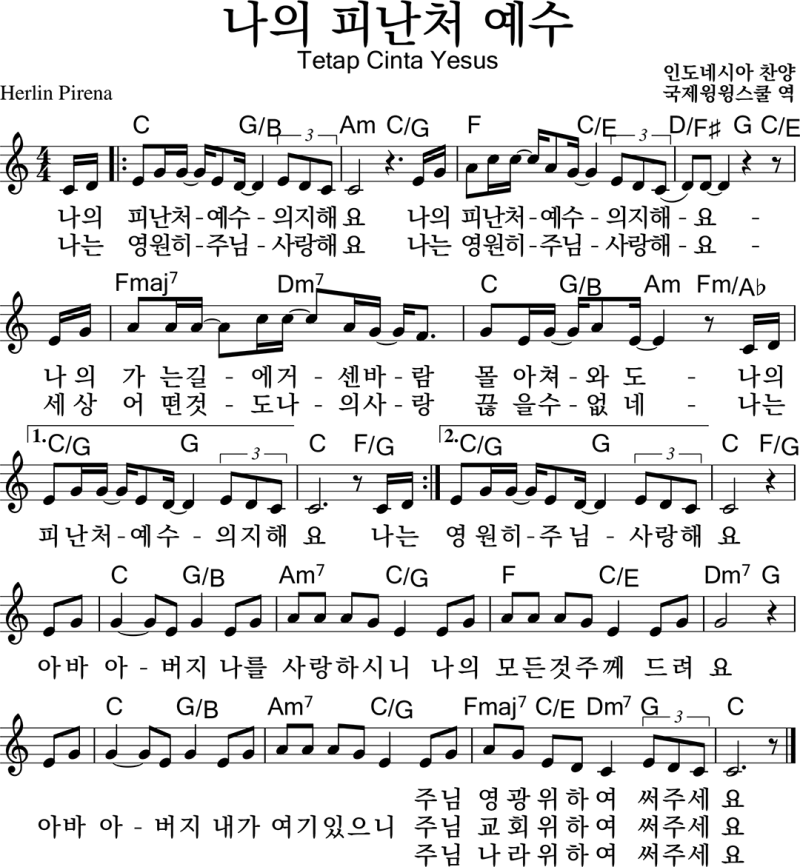 나의 피난처 예수
Tetap Cinta Yesus
인도네시아 찬양
Herlin Pirena 국제윙윙스쿨 역
C G/B 3 Am C/G F C/E 3 D/F♯ G C/E
나의 피난처-예수-의지해 요 나의 피난처-예수-의지해-요 -
나는 영원히-주님-사랑해 요 나는 영원히-주님-사랑해-요 -
Fmaj7 Dm7 C G/B Am Fm/A♭
나 의 가 는길- 에거- 센바- 람 몰 아쳐-와 도 - 나의
세 상 어 떤것- 도나- 의사- 랑 끊 을수-없 네 - 나는
1. C/G G 3 C F/G 2. C/G G 3 C F/G
피난처-예수- 의지해 요 나는 영원히-주님- 사랑해 요
C G/B Am7 C/G F C/E Dm7 G
아바 아- 버지 나를 사랑하시니 나의 모든것주께 드려 요
C G/B Am7 C/G Fmaj7 C/E Dm7 G 3 C
주님 영광위하여 써주세 요
아바 아- 버지 내가 여기있으니 주님 교회위하여 써주세 요
주님 나라위하여 써주세 요